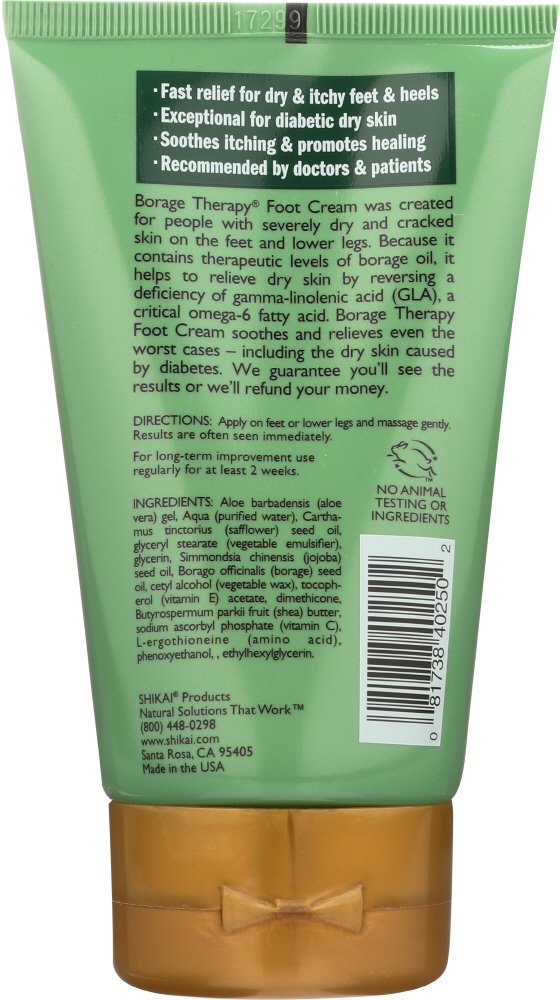 17299
· Fast relief for dry & itchy feet & heels
· Exceptional for diabetic dry skin
· Soothes itching & promotes healing
· Recommended by doctors & patients
Borage Therapy® Foot Cream was created
for people with severely dry and cracked
skin on the feet and lower legs. Because it
contains therapeutic levels of borage oil, it
helps to relieve dry skin by reversing a
deficiency of gamma-linolenic acid (GLA), a
critical omega-6 fatty acid. Borage Therapy
Foot Cream soothes and relieves even the
worst cases – including the dry skin caused
by diabetes. We guarantee you'll see the
results or we'll refund your money.
DIRECTIONS: Apply on feet or lower legs and massage gently.
Results are often seen immediately.
For long-term improvement use
regularly for at least 2 weeks.
TM
NO ANIMAL
TESTING OR
INGREDIENTS
INGREDIENTS: Aloe barbadensis (aloe
vera) gel, Aqua (purified water), Cartha-
mus tinctorius (safflower) seed oil,
glyceryl stearate (vegetable emulsifier),
glycerin, Simmondsia chinensis (jojoba)
seed oil, Borago officinalis (borage) seed
oil, cetyl alcohol (vegetable wax), tocoph-
erol (vitamin E) acetate, dimethicone,
Butyrospermum parkii fruit (shea) butter,
sodium ascorbyl phosphate (vitamin C),
L-ergothioneine (amino acid),
phenoxyethanol, , ethylhexylglycerin.
0 81738 40250 2
SHIKAI® Products
Natural Solutions That Work™
(800) 448-0298
www.shikai.com
Santa Rosa, CA 95405
Made in the USA